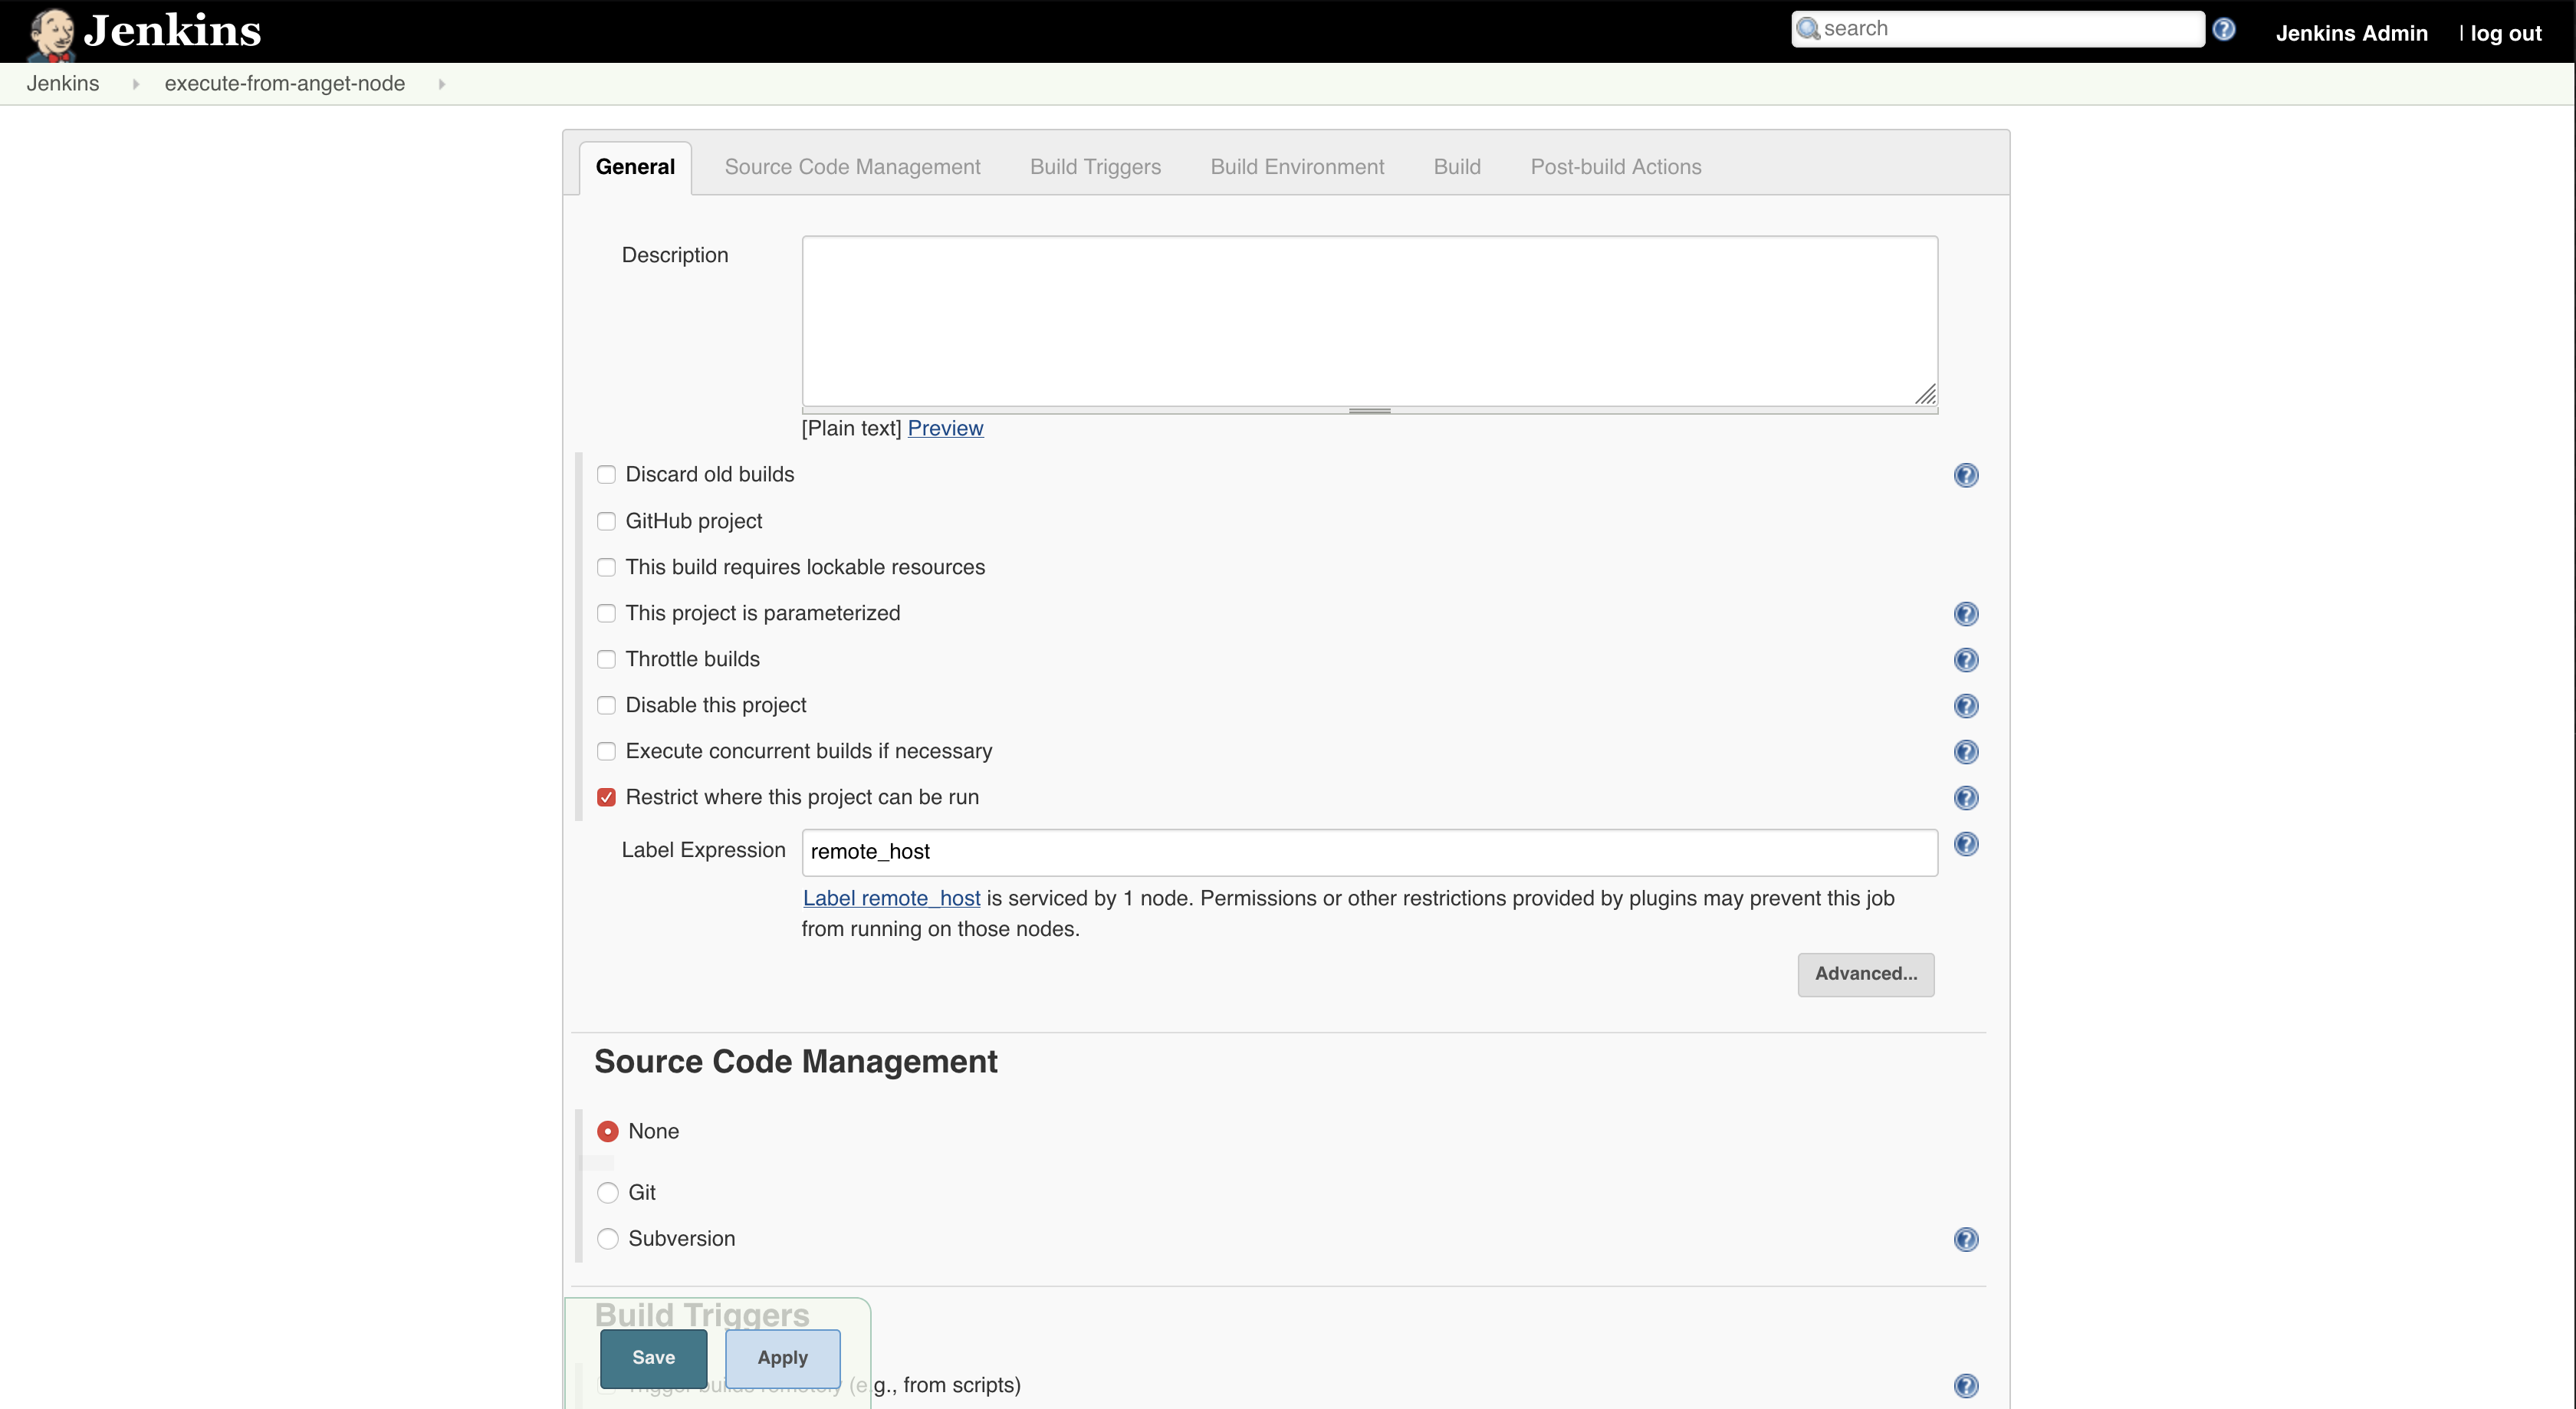 Jenkins
search
Jenkins Admin
| log out
Jenkins
execute-from-anget-node
General
Source Code Management
Build Triggers
Build Environment
Build
Post-build Actions
Description
[Plain text] Preview
Discard old builds
GitHub project
This build requires lockable resources
This project is parameterized
Throttle builds
Disable this project
Execute concurrent builds if necessary
Restrict where this project can be run
Label Expression
remote_host
Label remote_host is serviced by 1 node. Permissions or other restrictions provided by plugins may prevent this job
from running on those nodes.
Advanced...
Source Code Management
None
Git
Subversion
Build Triggers
Save
Apply
Trigger builds remotely (e.g., from scripts)